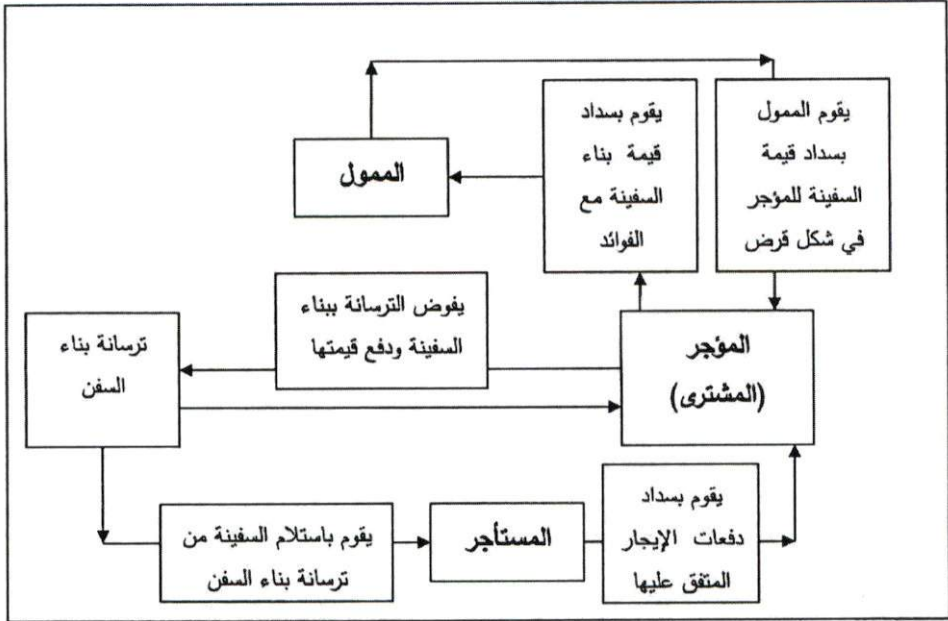 يقوم الممول
بسداد قيمة
السفينة للمؤجر
في شكل قرض
يقوم بسداد
قيمة بناء
السفينة مع
الفوائد
الممول
يفوض الترسانة ببناء
السفينة ودفع قيمتها
المؤجر
(المشترى)
ترسانة بناء
السفن
يقوم بسداد
دفعات الإيجار
المتفق عليها
المستأجر
يقوم باستلام السفينة من
ترسانة بناء السفن